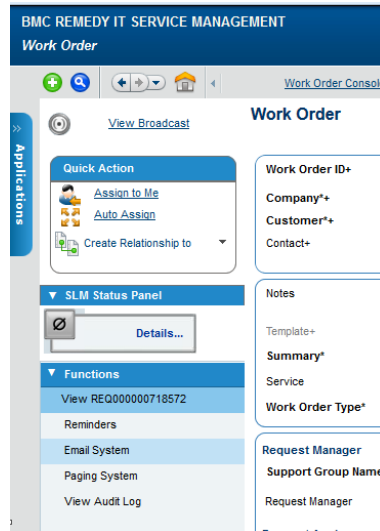 BMC REMEDY IT SERVICE MANAGEMENT
Work Order
Work Order Consol
View Broadcast
Work Order
Applications
Quick Action
Assign to Me
Auto Assign
Create Relationship to
Work Order ID+
Company*+
Customer*+
Contact+
SLM Status Panel
Details...
Notes
Template+
Summary*
Service
Work Order Type*
Functions
View REQ000000718572
Reminders
Email System
Paging System
View Audit Log
Request Manager
Support Group Name
Request Manager